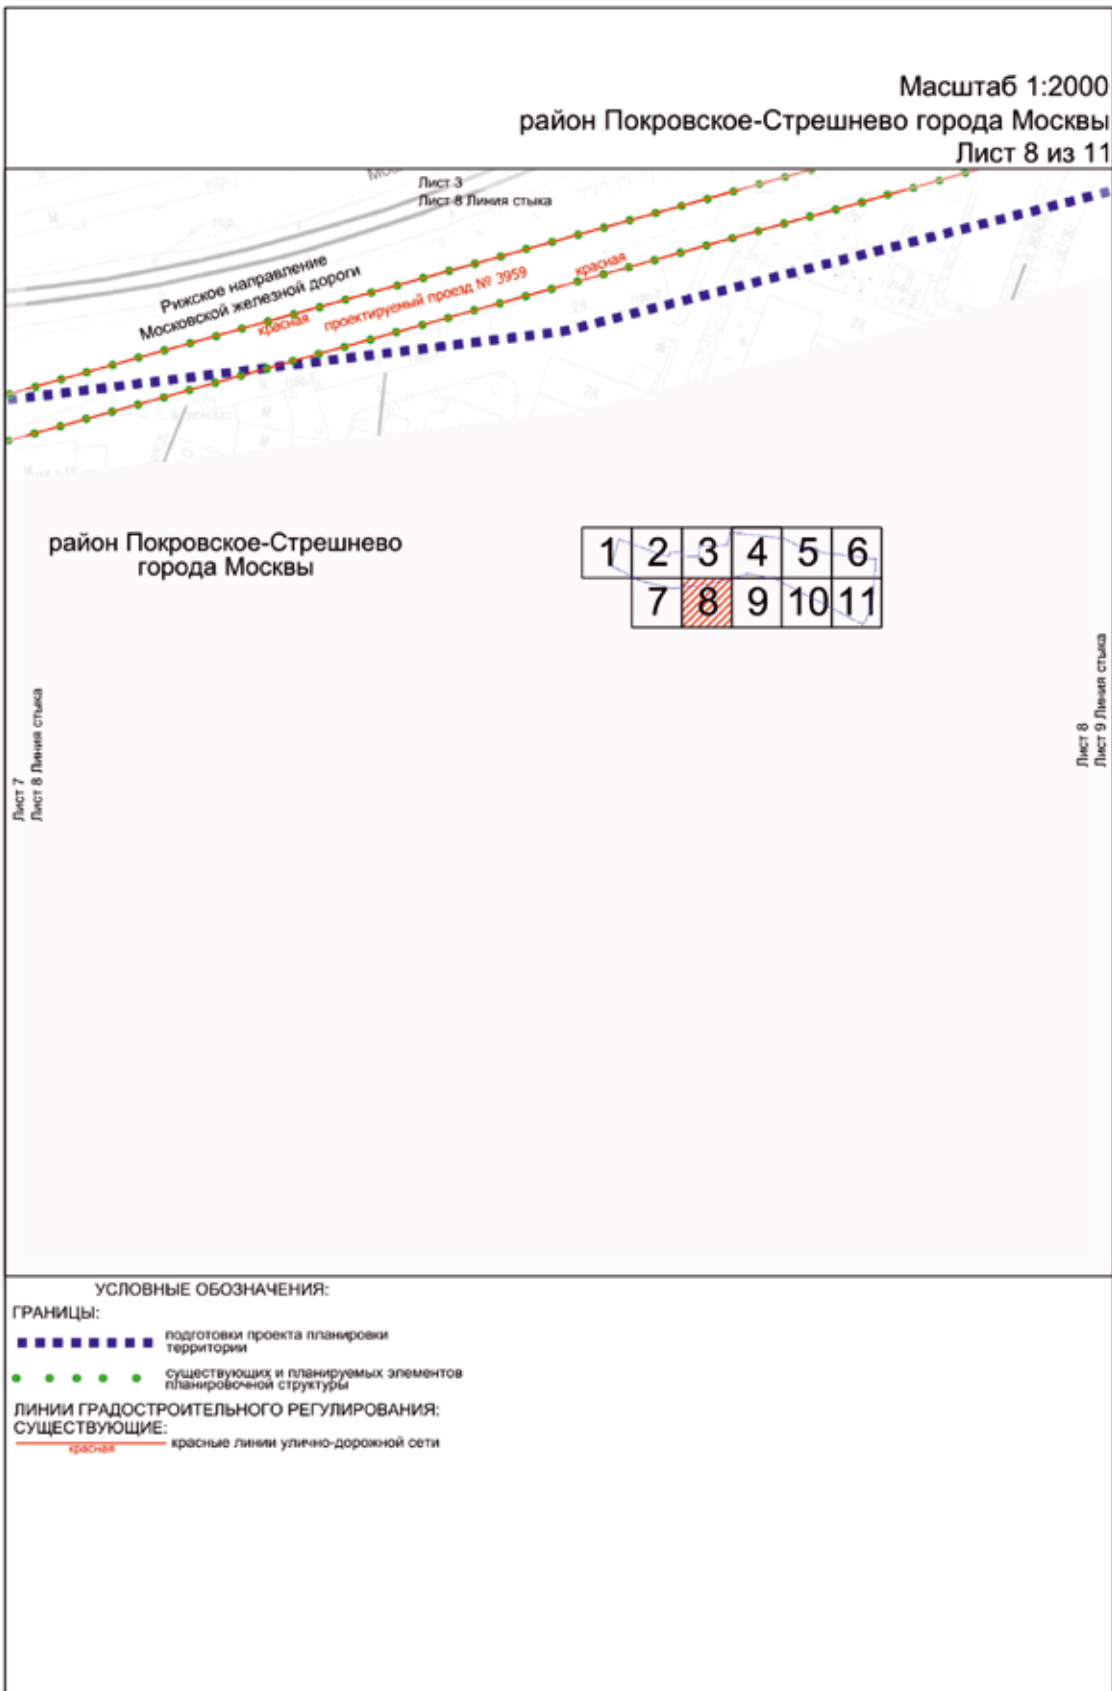 Масштаб 1:2000
район Покровское-Стрешнево города Москвы
Лист 8 из 11
Лист 3
Лист 8 Линия стыка
Рижское направление
Московской железной дороги
красная
проектируемый проезд № 3959
красная
район Покровское-Стрешнево
города Москвы
1 2 3 4 5 6
7 8 9 10 11
Лист 7
Лист 8 Линия стыка
Лист 8
Лист 9 Линия стыка
УСЛОВНЫЕ ОБОЗНАЧЕНИЯ:
ГРАНИЦЫ:
подготовки проекта планировки
территории
существующих и планируемых элементов
планировочной структуры
ЛИНИИ ГРАДОСТРОИТЕЛЬНОГО РЕГУЛИРОВАНИЯ:
СУЩЕСТВУЮЩИЕ:
красная
красные линии улично-дорожной сети